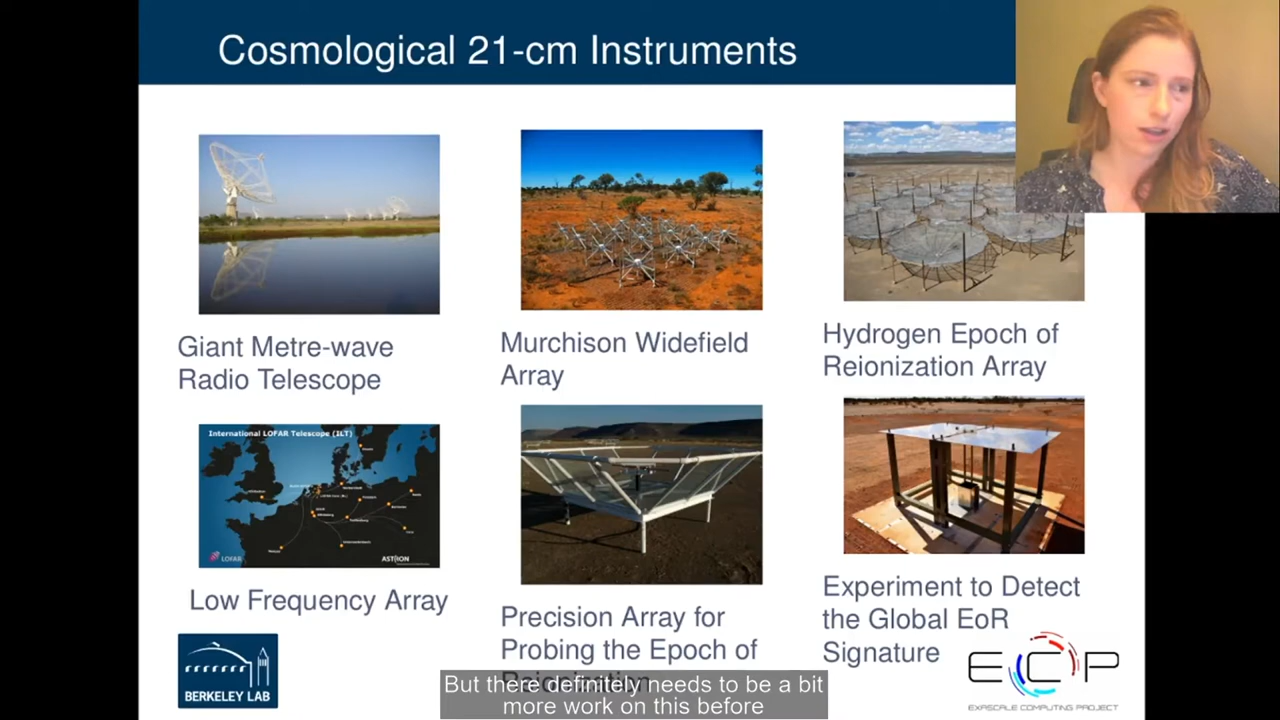 Cosmological 21-cm Instruments
Giant Metre-wave
Radio Telescope
Murchison Widefield
Array
Hydrogen Epoch of
Reionization Array
International LOFAR Telescope (ILT)
LOFAR
ASTRON
Low Frequency Array
Precision Array for
Probing the Epoch of
Experiment to Detect
the Global EoR
Signature
BERKELEY LAB
ECP
EXASCALE COMPUTING PROJECT
But there definitely needs to be a bit
more work on this before